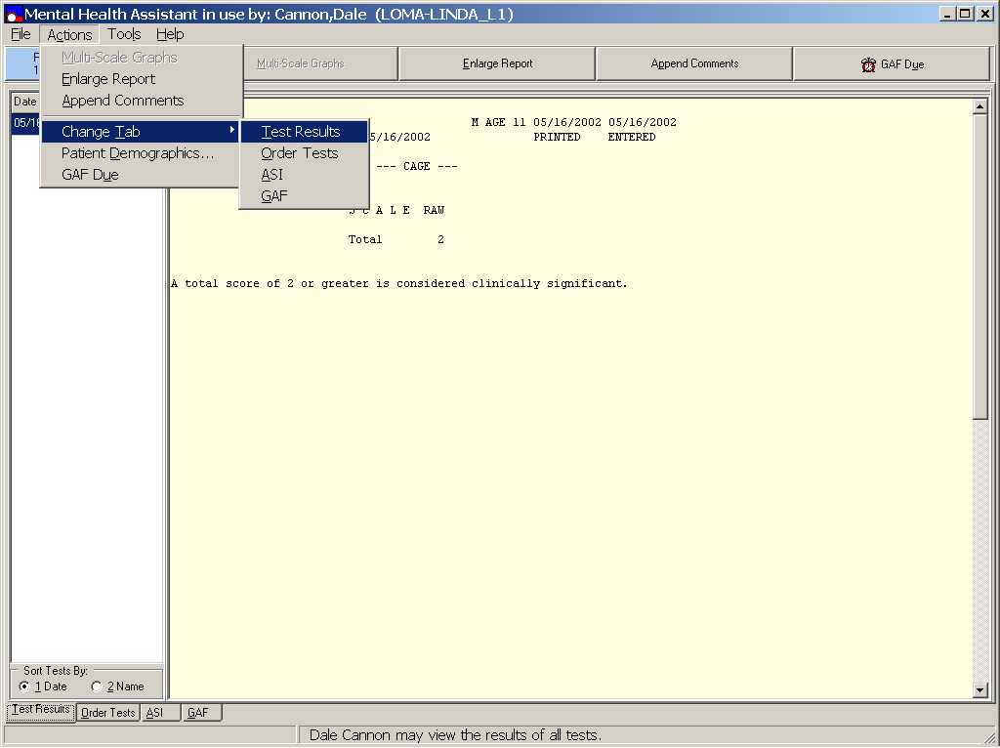 Mental Health Assistant in use by: Cannon,Dale (LOMA-LINDA_L1)
File Actions Tools Help
Multi-Scale Graphs
Enlarge Report
Append Comments
Change Tab
Patient Demographics...
GAF Due
Test Results
Order Tests
ASI
GAF
Multi-Scale Graphs Enlarge Report Append Comments GAF Due
Date
05/16
M AGE 11 05/16/2002 05/16/2002
5/16/2002 PRINTED ENTERED
--- CAGE ---
S C A L E RAW
Total 2
A total score of 2 or greater is considered clinically significant.
Sort Tests By:
1 Date 2 Name
Test Results Order Tests ASI GAF
Dale Cannon may view the results of all tests.